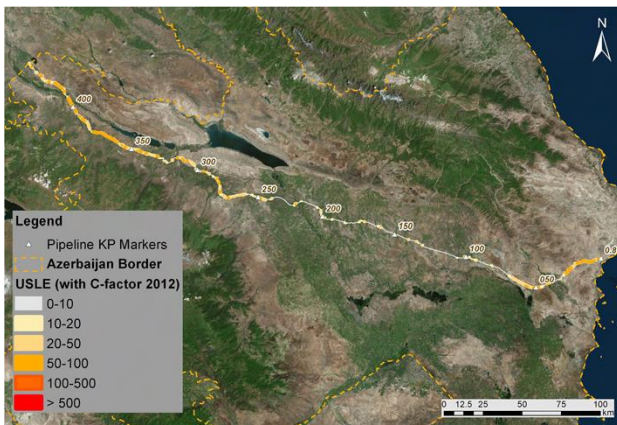 N
400
350
300
250
200
150
100
050
0.8
Legend
Pipeline KP Markers
Azerbaijan Border
USLE (with C-factor 2012)
0-10
10-20
20-50
50-100
100-500
> 500
0 12.5 25 50 75 100
km